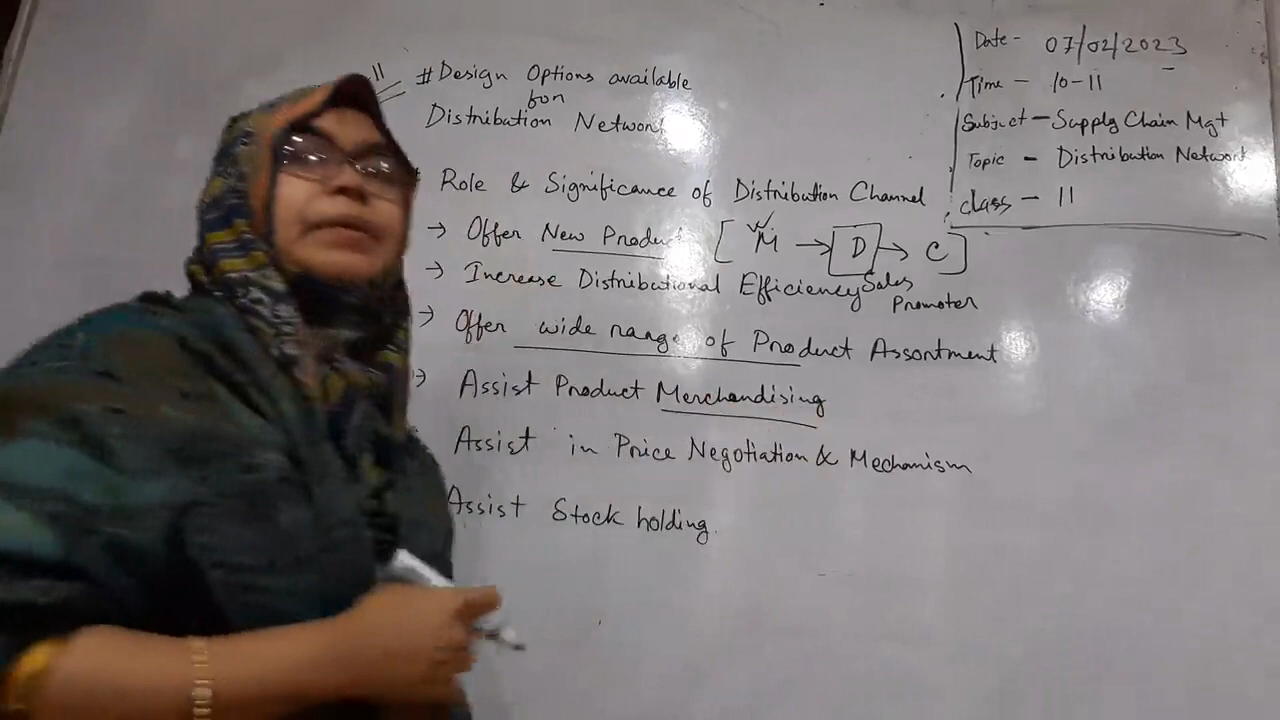 # Design Options available
for
Distribution Network
Role & Significance of Distribution Channel
→ Offer New Product [ M → D → C ]
→ Increase Distributional Efficiency Sales
Promoter
→ Offer wide range of Product Assortment
→ Assist Product Merchandising
Assist in Price Negotiation & Mechanism
Assist Stock holding.
Date - 07/02/2023
Time - 10-11
Subject - Supply Chain Mgt
Topic - Distribution Network
class - 11